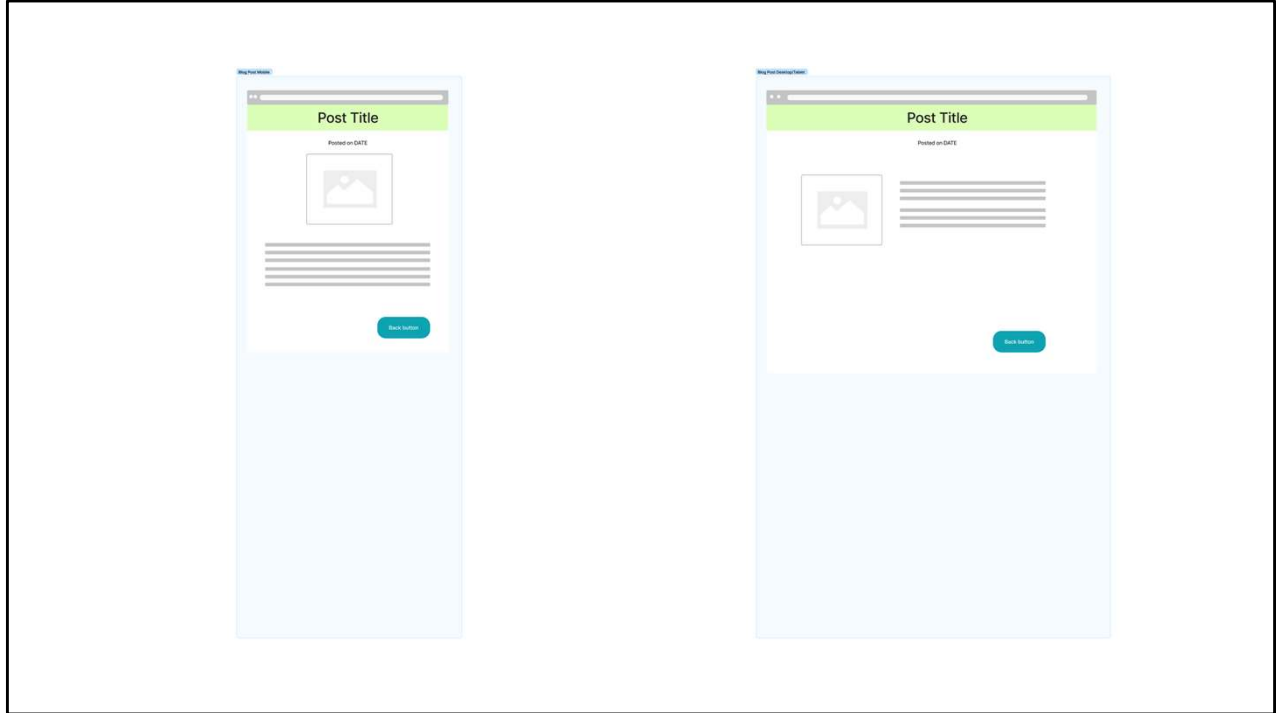 Blog Post Mobile
Post Title
Posted on DATE
Back button
Blog Post Desktop/Tablet
Post Title
Posted on DATE
Back button